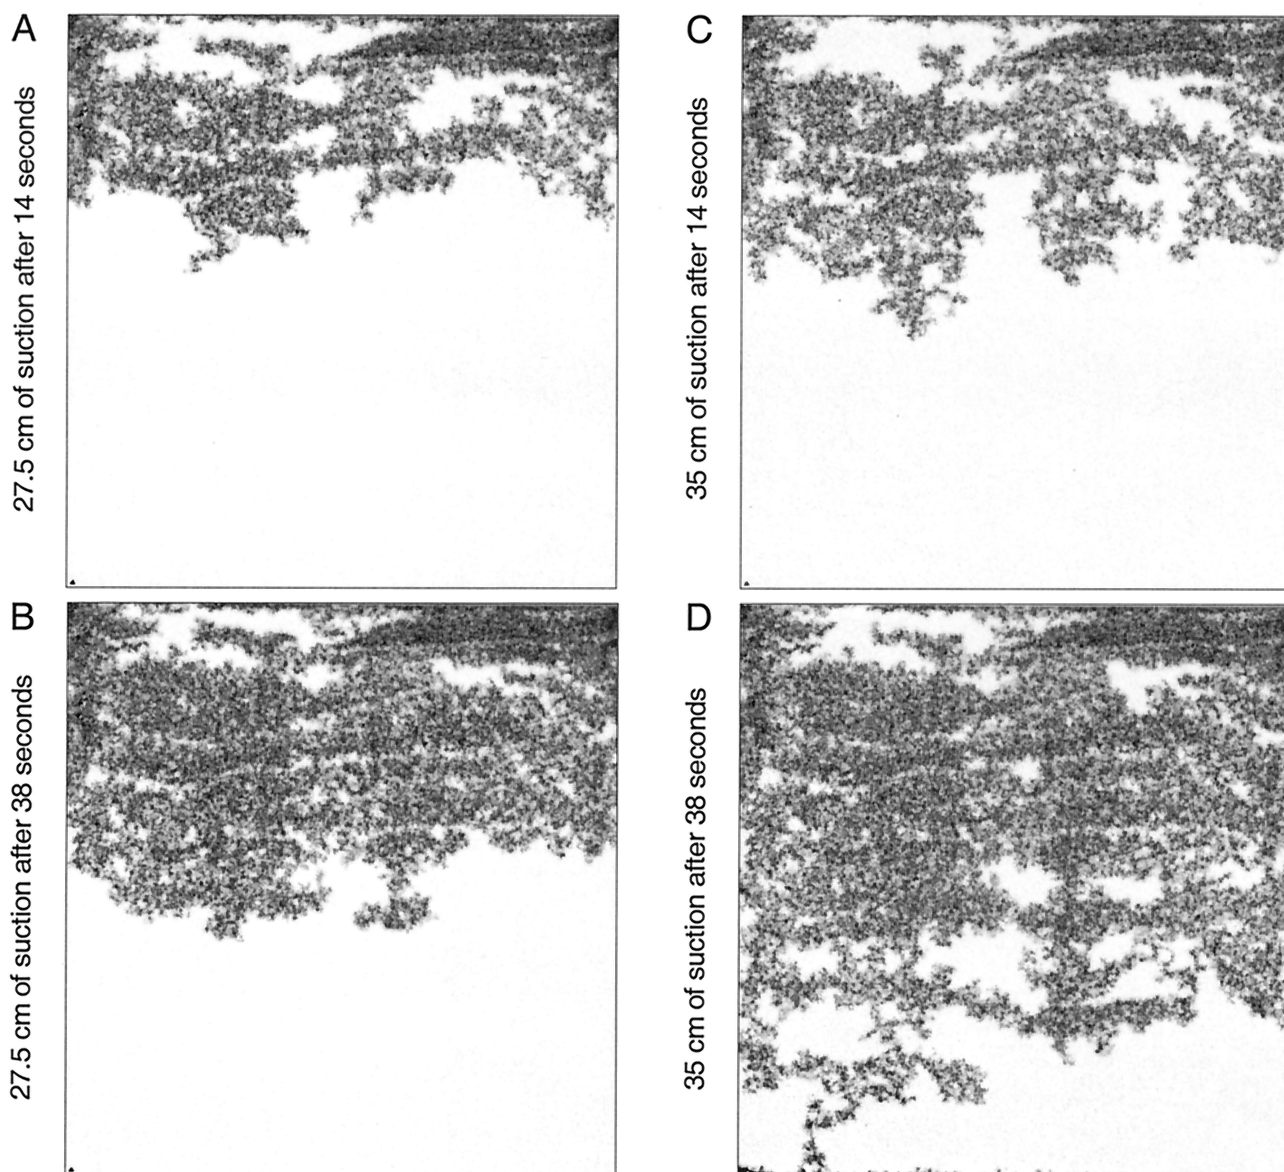 A
27.5 cm of suction after 14 seconds
C
35 cm of suction after 14 seconds
B
27.5 cm of suction after 38 seconds
D
35 cm of suction after 38 seconds